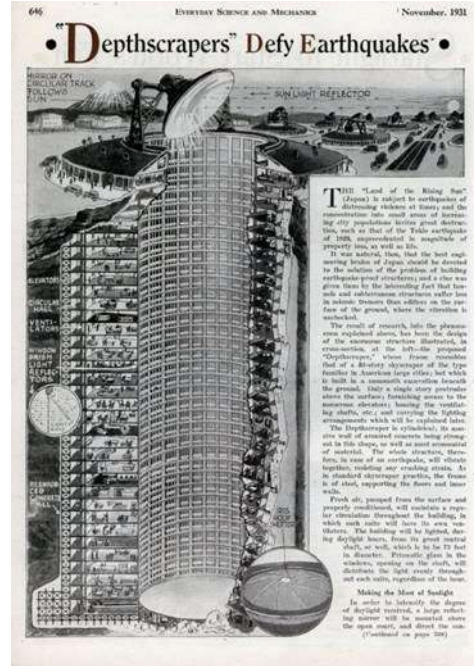 646
EVERYDAY SCIENCE AND MECHANICS
November, 1931
"Depthscrapers" Defy Earthquakes
MIRROR ON
CIRCULAR TRACK
FOLLOWS
SUN
SUN LIGHT REFLECTOR
ELEVATORS
CIRCULAR
HALL
VENTI-
LATORS
WINDOW
PRISM
LIGHT
REFLEC-
TORS
REINFOR-
CED
CONCRETE
WALL
THE "Land of the Rising Sun"
(Japan) is subject to earthquakes of
distressing violence at times; and the
concentration into small areas of increas-
ing city populations invites great destruc-
tion, such as that of the Tokio earthquake
of 1923, unprecedented in magnitude of
property loss, as well as life.
It was natural, then, that the best engi-
neering brains of Japan should be devoted
to the solution of the problem of building
earthquake-proof structures; and a clue was
given them by the interesting fact that tun-
nels and subterranean structures suffer less
in seismic tremors than edifices on the sur-
face of the ground, where the vibration is
unchecked.
The result of research, into the phenom-
enon explained above, has been the design
of the enormous structure illustrated, in
cross-section, at the left—the proposed
"Depthscraper," whose frame resembles
that of a 35-story skyscraper of the type
familiar in American large cities; but which
is built in a mammoth excavation beneath
the ground. Only a single story protrudes
above the surface; furnishing access to the
numerous elevators; housing the ventilat-
ing shafts, etc.; and carrying the lighting
arrangements which will be explained later.
The Depthscraper is cylindrical; its mas-
sive wall of armored concrete being strong-
est in this shape, as well as most economical
of material. The whole structure, there-
fore, in case of an earthquake, will vibrate
together, resisting any crushing strain. As
in standard skyscraper practice, the frame
is of steel, supporting the floors and inner
walls.
Fresh air, pumped from the surface and
properly conditioned, will maintain a regu-
lar circulation throughout the building, in
which each suite will have its own ven-
tilators. The building will be lighted, dur-
ing daylight hours, from its great central
shaft, or well, which is to be 75 feet
in diameter. Prismatic glass in the
windows, opening on the shaft, will
distribute the light evenly through-
out each suite, regardless of the hour.
Making the Most of Sunlight
In order to intensify the degree
of daylight received, a large reflect-
ing mirror will be mounted above
the open court, and direct the sun-
(Continued on page